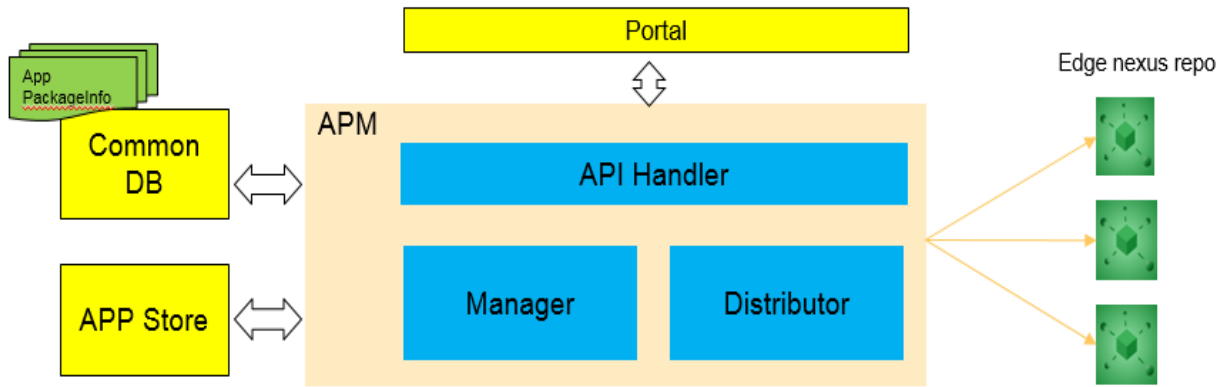 Portal
Edge nexus repo
App
PackageInfo
APM
Common
DB
API Handler
APP Store
Manager
Distributor